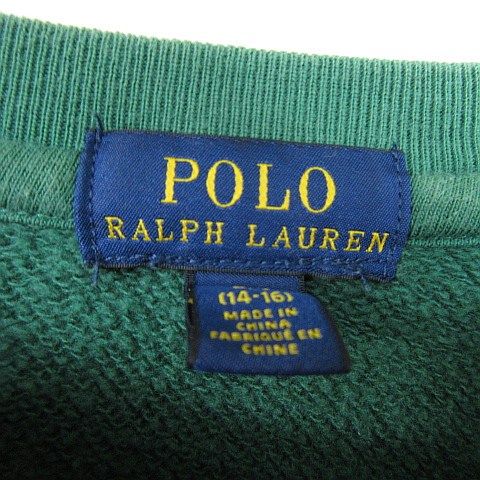 POLO
RALPH LAUREN
(14-16)
MADE IN
CHINA
FABRIQUÉ EN
CHINE